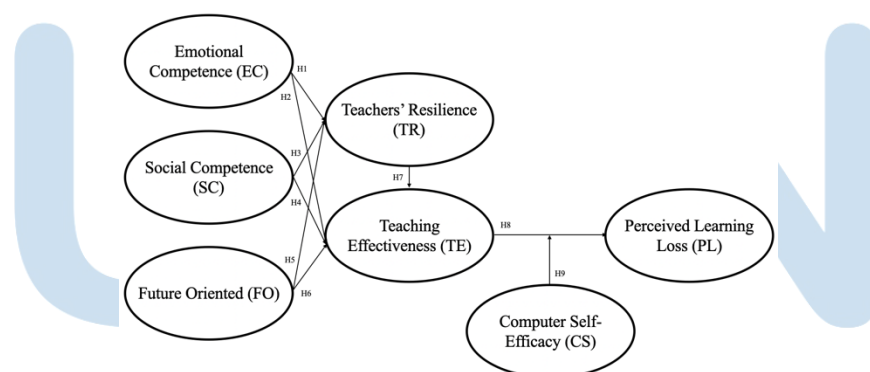 Emotional
Competence (EC)
H1
H2
Teachers' Resilience
(TR)
Social Competence
(SC)
H3
H4
H7
Teaching
Effectiveness (TE)
H8
Perceived Learning
Loss (PL)
Future Oriented (FO)
H5
H6
H9
Computer Self-
Efficacy (CS)